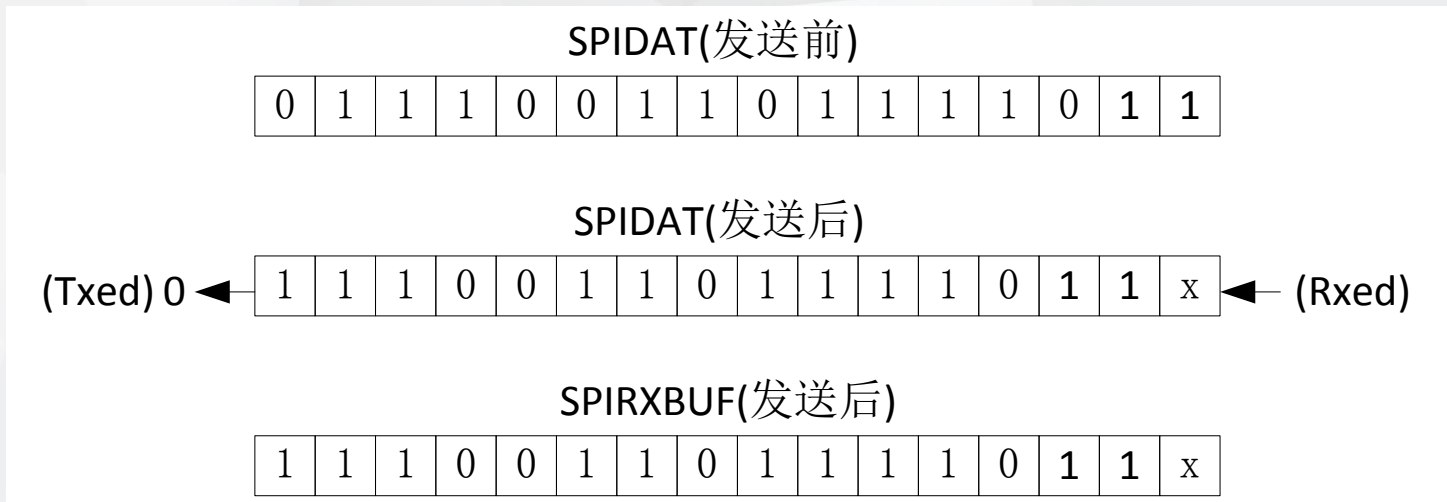 SPIDAT(发送前)
0 1 1 1 0 0 1 1 0 1 1 1 1 0 1 1
SPIDAT(发送后)
(Txed) 0 1 1 1 0 0 1 1 0 1 1 1 1 0 1 1 x (Rxed)
SPIRXBUF(发送后)
1 1 1 0 0 1 1 0 1 1 1 1 0 1 1 x